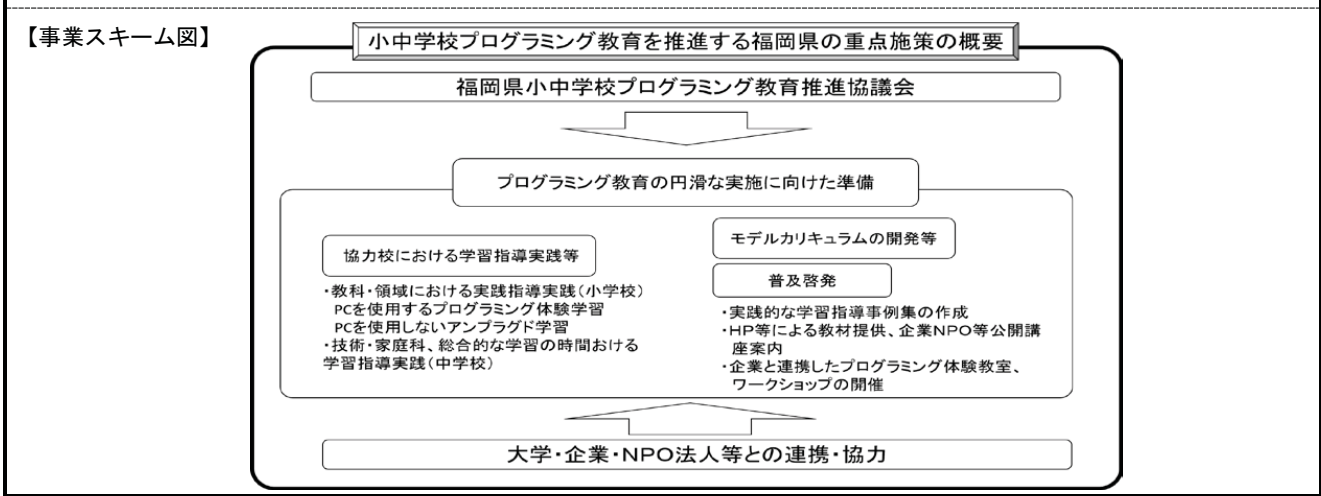 【事業スキーム図】
小中学校プログラミング教育を推進する福岡県の重点施策の概要
福岡県小中学校プログラミング教育推進協議会
プログラミング教育の円滑な実施に向けた準備
協力校における学習指導実践等
・教科・領域における実践指導実践(小学校)
PCを使用するプログラミング体験学習
PCを使用しないアンプラグド学習
・技術・家庭科、総合的な学習の時間おける
学習指導実践(中学校)
モデルカリキュラムの開発等
普及啓発
・実践的な学習指導事例集の作成
・HP等による教材提供、企業NPO等公開講
座案内
・企業と連携したプログラミング体験教室、
ワークショップの開催
大学・企業・NPO法人等との連携・協力